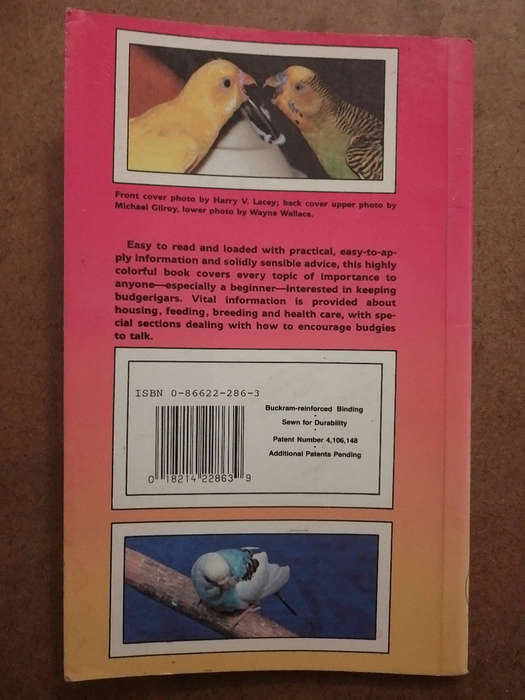 Front cover photo by Harry V. Lacey; back cover upper photo by
Michael Gilroy, lower photo by Wayne Wallace.
Easy to read and loaded with practical, easy-to-ap-
ply information and solidly sensible advice, this highly
colorful book covers every topic of importance to
anyone—especially a beginner—interested in keeping
budgerigars. Vital information is provided about
housing, feeding, breeding and health care, with spe-
cial sections dealing with how to encourage budgies
to talk.
ISBN 0-86622-286-3
Buckram-reinforced Binding
•
Sewn for Durability
•
Patent Number 4,106,148
•
Additional Patents Pending
0 18214 22863 9